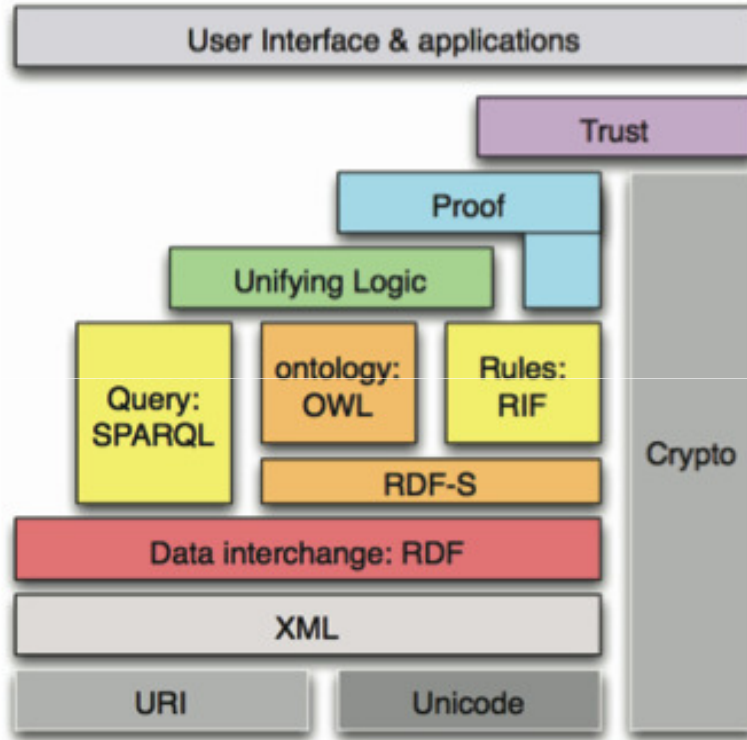 User Interface & applications
Trust
Proof
Unifying Logic
Query:
SPARQL
ontology:
OWL
Rules:
RIF
Crypto
RDF-S
Data interchange: RDF
XML
URI
Unicode